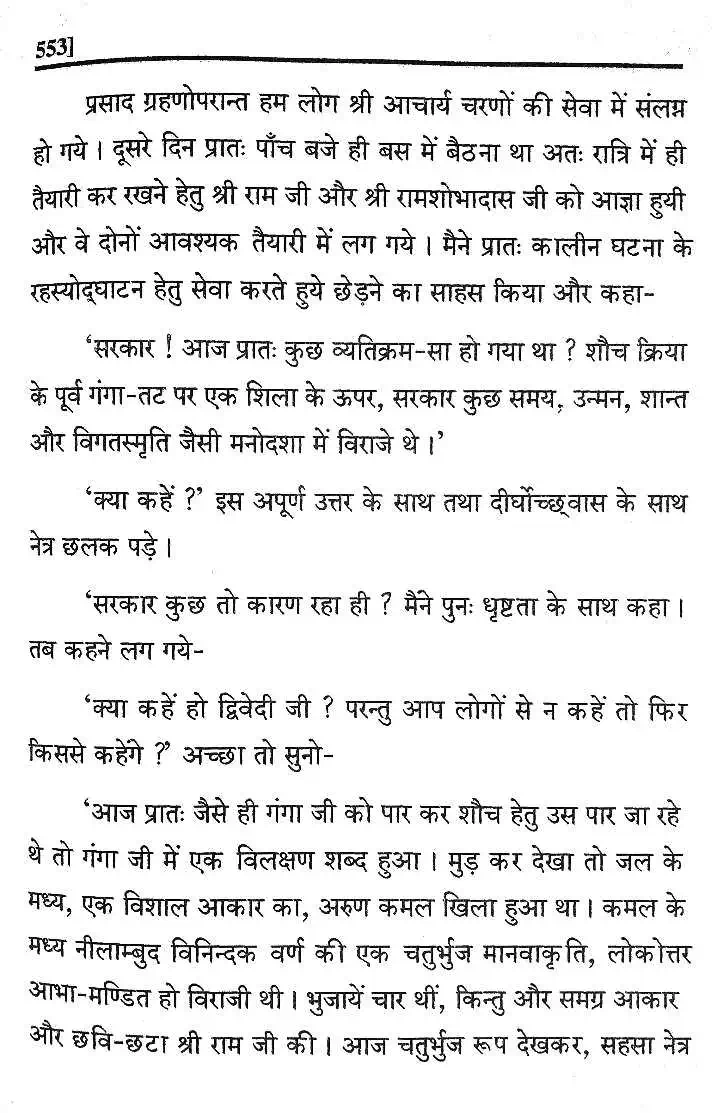 553]
प्रसाद ग्रहणोपरान्त हम लोग श्री आचार्य चरणों की सेवा में संलग्न
हो गये । दूसरे दिन प्रातः पाँच बजे ही बस में बैठना था अतः रात्रि में ही
तैयारी कर रखने हेतु श्री राम जी और श्री रामशोभादास जी को आज्ञा हुयी
और वे दोनों आवश्यक तैयारी में लग गये । मैने प्रातः कालीन घटना के
रहस्योद्घाटन हेतु सेवा करते हुये छेड़ने का साहस किया और कहा-
‘सरकार ! आज प्रातः कुछ व्यतिक्रम-सा हो गया था ? शौच क्रिया
के पूर्व गंगा-तट पर एक शिला के ऊपर, सरकार कुछ समय, उन्मन, शान्त
और विगतस्मृति जैसी मनोदशा में विराजे थे ।’
‘क्या कहें ?’ इस अपूर्ण उत्तर के साथ तथा दीर्घोच्छ्वास के साथ
नेत्र छलक पड़े ।
‘सरकार कुछ तो कारण रहा ही ? मैंने पुनः धृष्टता के साथ कहा ।
तब कहने लग गये-
‘क्या कहें हो द्विवेदी जी ? परन्तु आप लोगों से न कहें तो फिर
किससे कहेंगे ?’ अच्छा तो सुनो-
‘आज प्रातः जैसे ही गंगा जी को पार कर शौच हेतु उस पार जा रहे
थे तो गंगा जी में एक विलक्षण शब्द हुआ । मुड़ कर देखा तो जल के
मध्य, एक विशाल आकार का, अरुण कमल खिला हुआ था । कमल के
मध्य नीलाम्बुद विनिन्दक वर्ण की एक चतुर्भुज मानवाकृति, लोकोत्तर
आभा-मण्डित हो विराजी थी । भुजायें चार थीं, किन्तु और समग्र आकार
और छवि-छटा श्री राम जी की । आज चतुर्भुज रूप देखकर, सहसा नेत्र